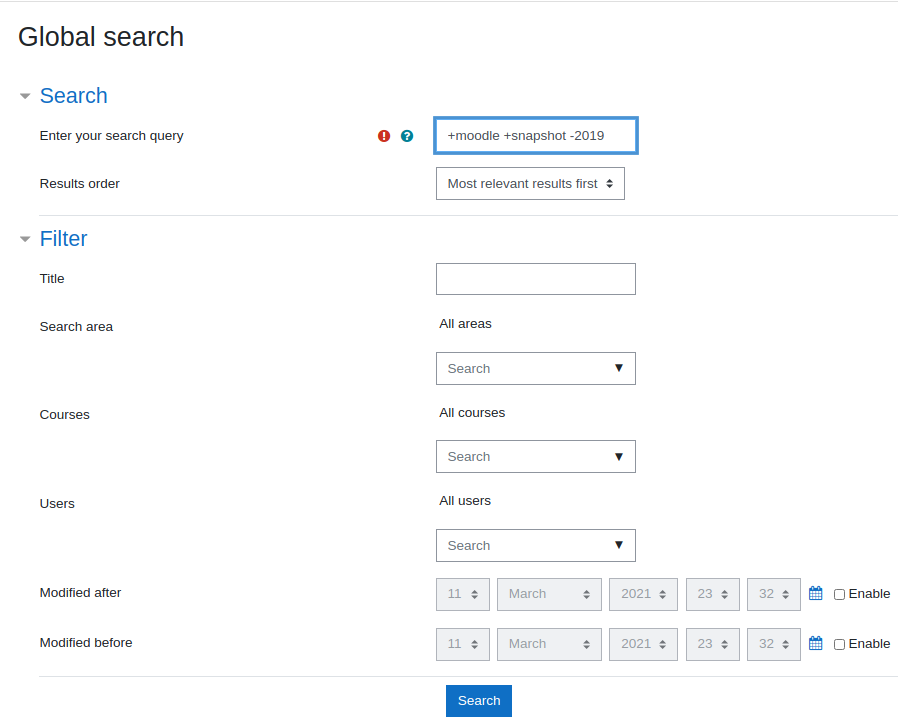 Global search
Search
Enter your search query +moodle +snapshot -2019
Results order Most relevant results first
Filter
Title
Search area All areas
Search
Courses All courses
Search
Users All users
Search
Modified after 11 March 2021 23 32 Enable
Modified before 11 March 2021 23 32 Enable
Search